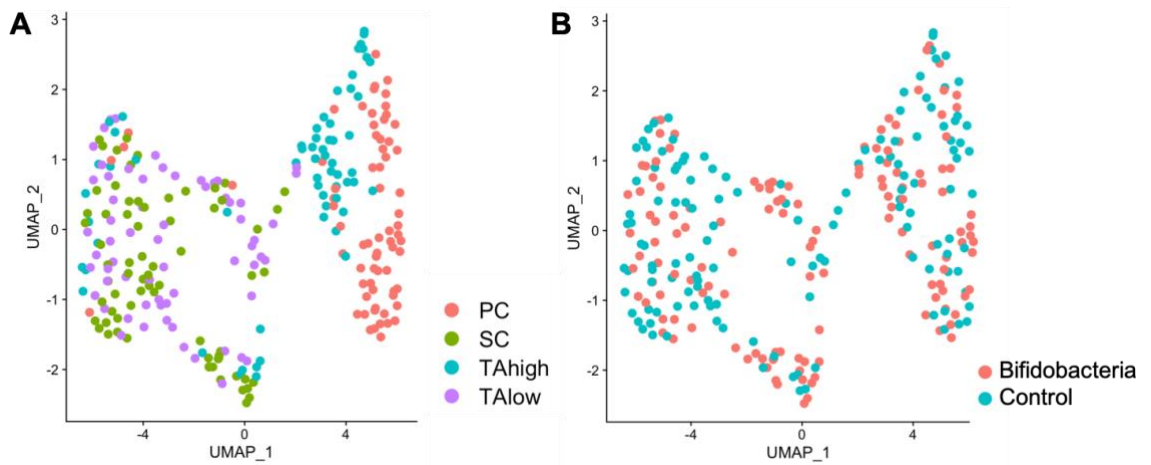 A
3
2
1
0
-1
-2
UMAP_2
-4
0
4
UMAP_1
PC
SC
TAhigh
TAlow
B
3
2
1
0
-1
-2
UMAP_2
-4
0
4
UMAP_1
Bifidobacteria
Control